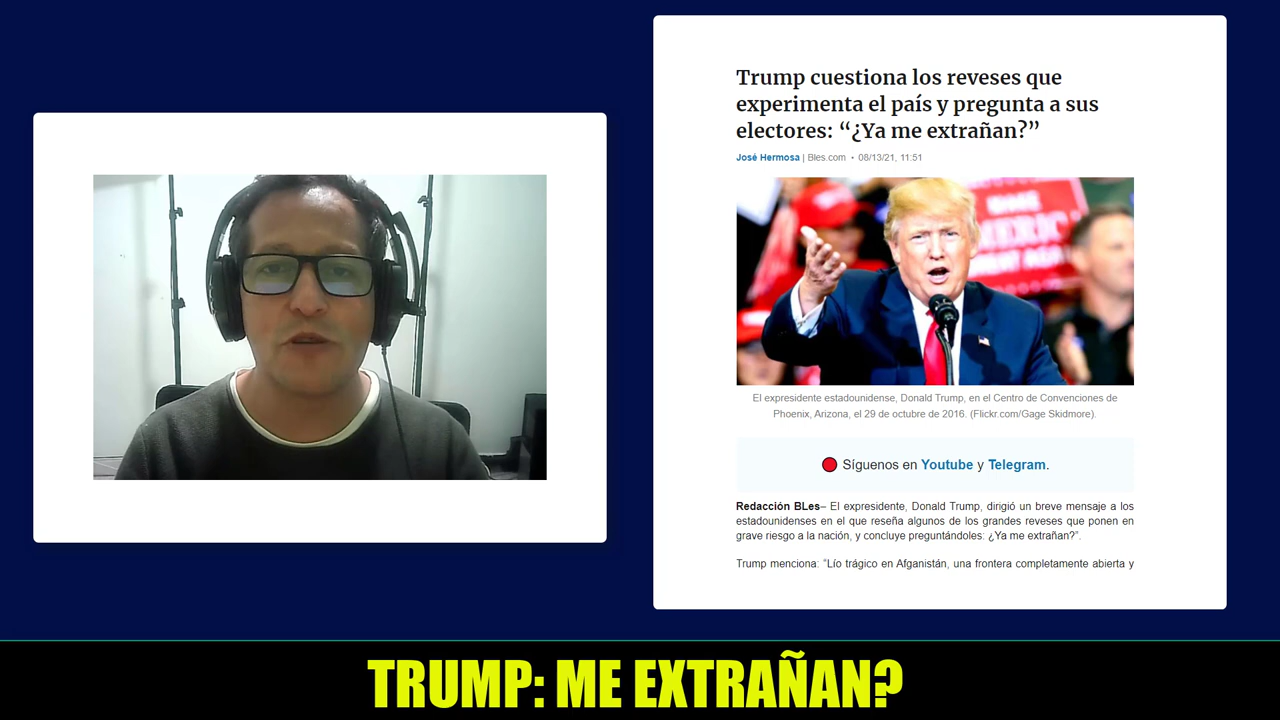 Trump cuestiona los reveses que
experimenta el país y pregunta a sus
electores: “¿Ya me extrañan?”
José Hermosa | Bles.com • 08/13/21, 11:51
El expresidente estadounidense, Donald Trump, en el Centro de Convenciones de
Phoenix, Arizona, el 29 de octubre de 2016. (Flickr.com/Gage Skidmore).
Síguenos en Youtube y Telegram.
Redacción BLes– El expresidente, Donald Trump, dirigió un breve mensaje a los
estadounidenses en el que reseña algunos de los grandes reveses que ponen en
grave riesgo a la nación, y concluye preguntándoles: ¿Ya me extrañan?”.
Trump menciona: “Lío trágico en Afganistán, una frontera completamente abierta y
TRUMP: ME EXTRAÑAN?